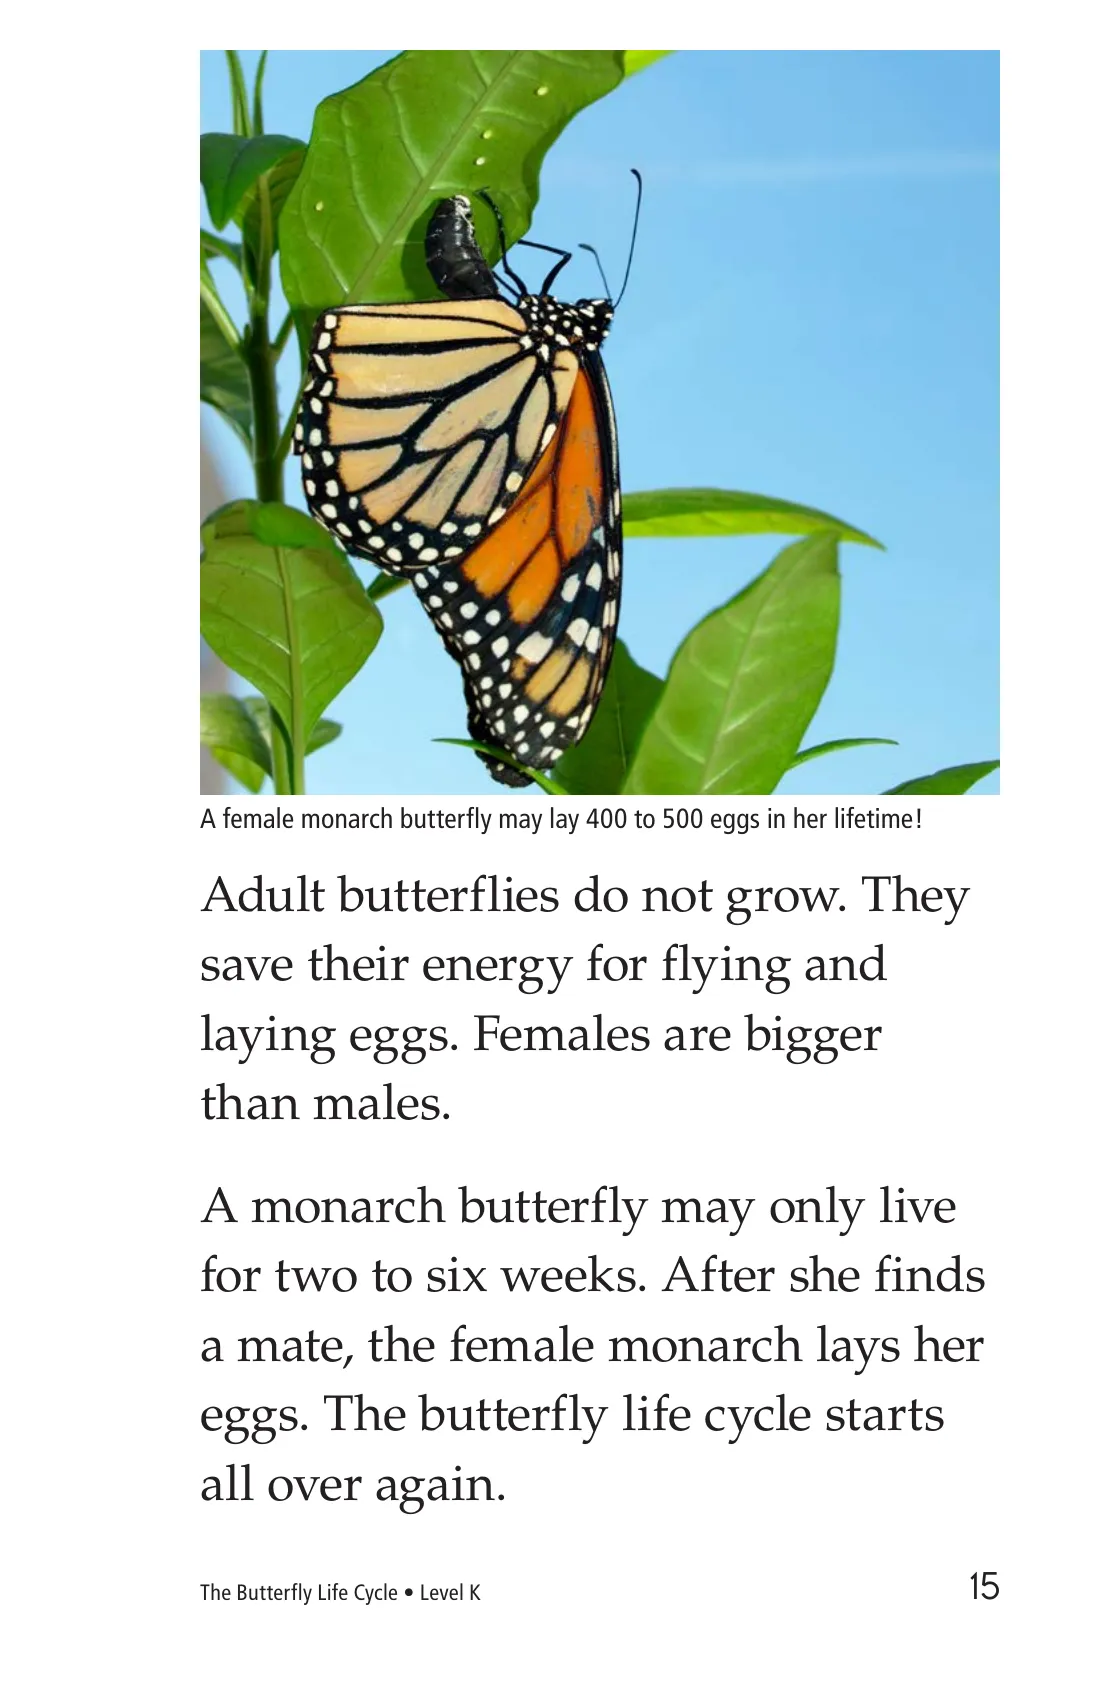 A female monarch butterfly may lay 400 to 500 eggs in her lifetime!
Adult butterflies do not grow. They
save their energy for flying and
laying eggs. Females are bigger
than males.
A monarch butterfly may only live
for two to six weeks. After she finds
a mate, the female monarch lays her
eggs. The butterfly life cycle starts
all over again.
The Butterfly Life Cycle • Level K
15